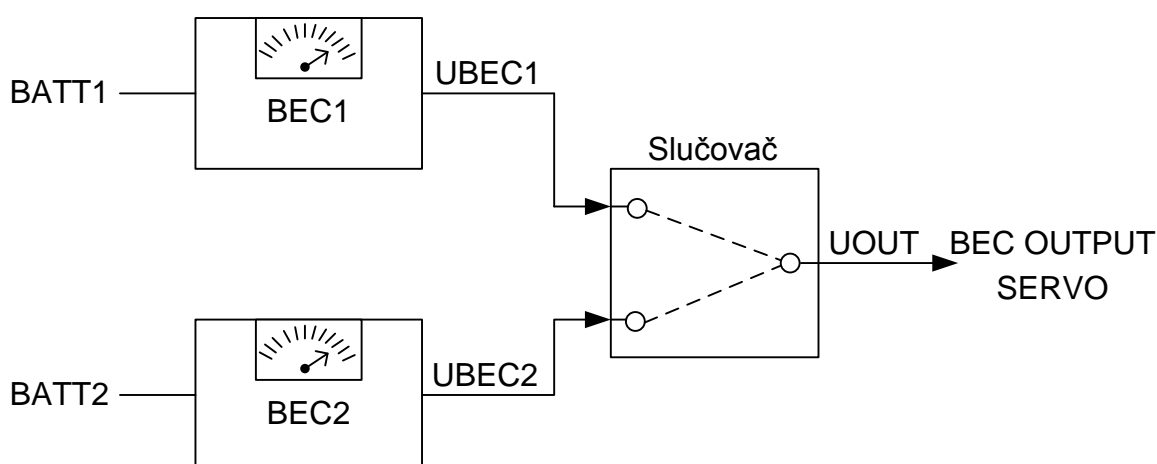 BATT1
BEC1
UBEC1
Slučovač
UOUT
BEC OUTPUT
SERVO
BATT2
BEC2
UBEC2